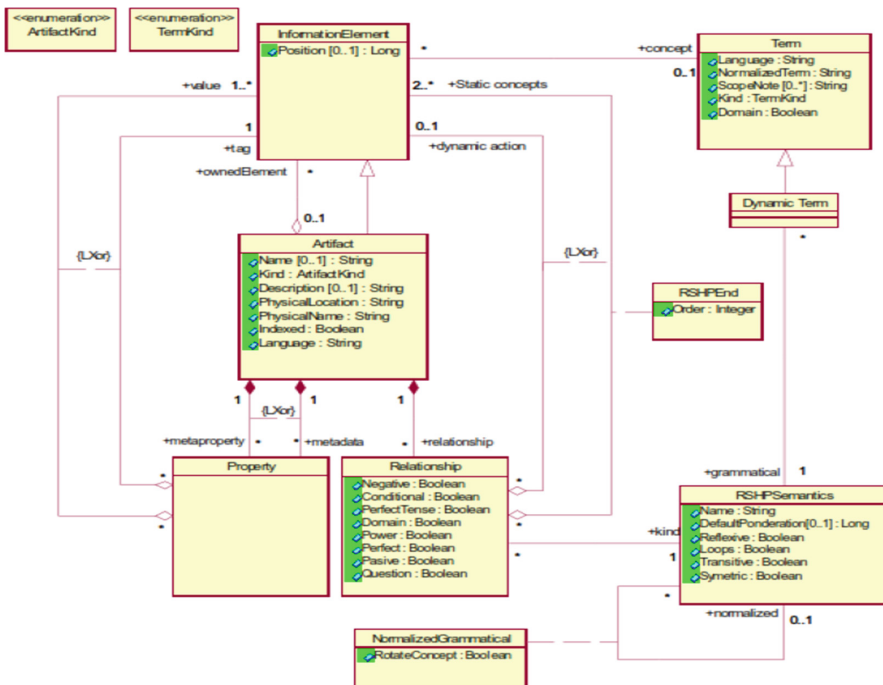 <<enumeration>>
ArtifactKind
<<enumeration>>
TermKind
InformationElement
Position [0..1] : Long
*
+concept
0..1
Term
Language : String
NormalizedTerm : String
ScopeNote [0..*] : String
Kind : TermKind
Domain : Boolean
+value
1..*
2..*
+Static concepts
1
+tag
0..1
+dynamic action
+ownedElement
*
0..1
Dynamic Term
*
{LXor}
Artifact
Name [0..1] : String
Kind : ArtifactKind
Description [0..1] : String
PhysicalLocation : String
PhysicalName : String
Indexed : Boolean
Language : String
{LXor}
RSHPEnd
Order : Integer
1
{LXor}
1
1
+metaproperty
*
*
+metadata
*
+relationship
Property
*
*
Relationship
Negative : Boolean
Conditional : Boolean
PerfectTense : Boolean
Domain : Boolean
Power : Boolean
Perfect : Boolean
Pasive : Boolean
Question : Boolean
*
*
*
+grammatical
1
RSHPSemantics
Name : String
DefaultPonderation[0..1] : Long
Reflexive : Boolean
Loops : Boolean
Transitive : Boolean
Symetric : Boolean
+kind
1
*
+normalized
0..1
NormalizedGrammatical
RotateConcept : Boolean